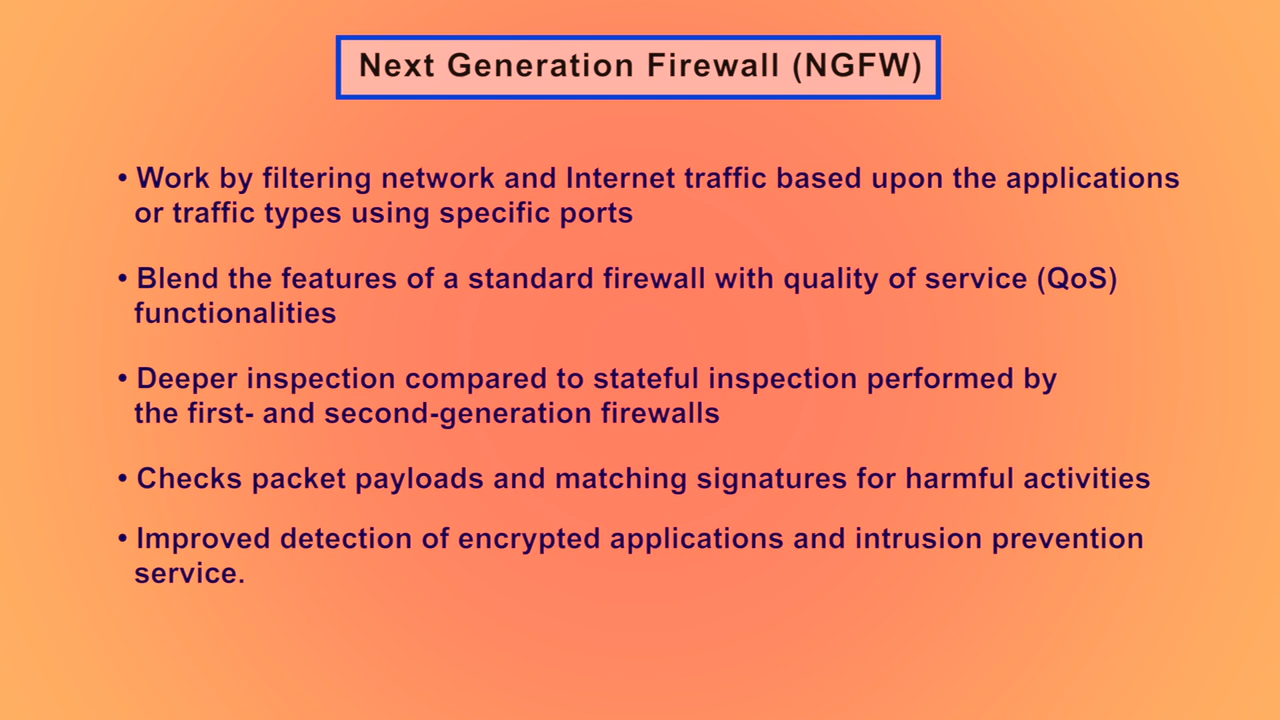 Next Generation Firewall (NGFW)
• Work by filtering network and Internet traffic based upon the applications
or traffic types using specific ports
• Blend the features of a standard firewall with quality of service (QoS)
functionalities
• Deeper inspection compared to stateful inspection performed by
the first- and second-generation firewalls
• Checks packet payloads and matching signatures for harmful activities
• Improved detection of encrypted applications and intrusion prevention
service.